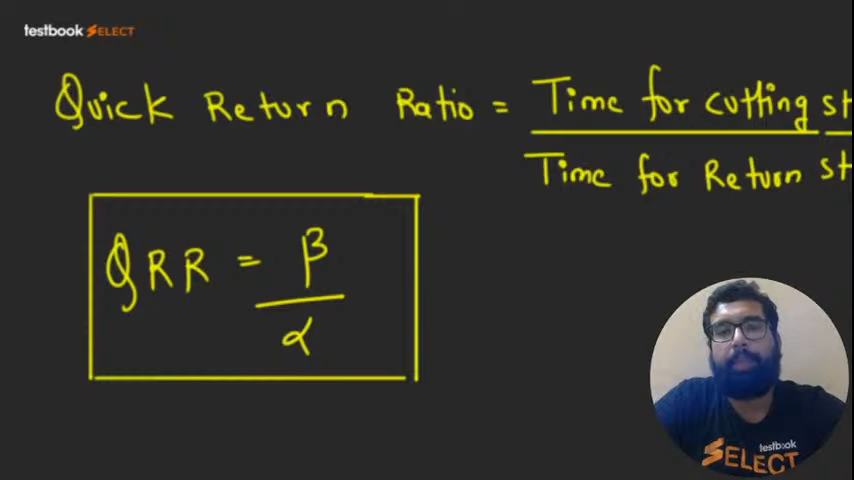 testbook SELECT
Quick Return Ratio = Time for cutting st
Time for Return st
QRR = β
α
testbook
SELECT